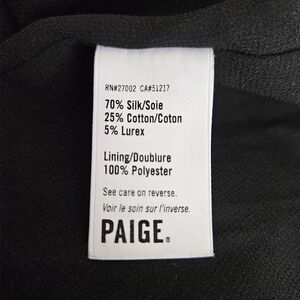 RN#27002 CA#51217
70% Silk/Soie
25% Cotton/Coton
5% Lurex
Lining/Doublure
100% Polyester
See care on reverse.
Voir le soin sur l'inverse.
PAIGE®